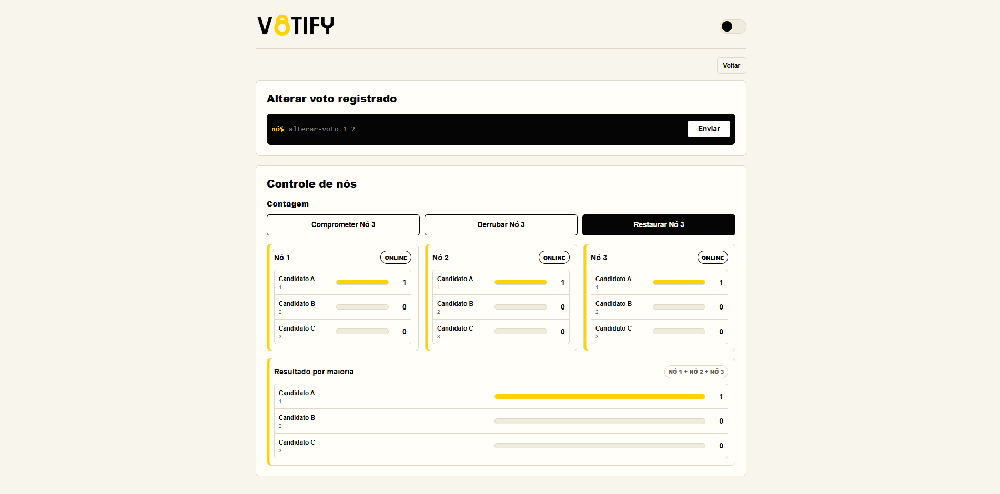 VOTIFY
Voltar
Alterar voto registrado
nó$ alterar-voto 1 2
Enviar
Controle de nós
Contagem
Comprometer Nó 3
Derrubar Nó 3
Restaurar Nó 3
Nó 1
ONLINE
Candidato A
1
1
Candidato B
2
0
Candidato C
3
0
Nó 2
ONLINE
Candidato A
1
1
Candidato B
2
0
Candidato C
3
0
Nó 3
ONLINE
Candidato A
1
1
Candidato B
2
0
Candidato C
3
0
Resultado por maioria
NÓ 1 + NÓ 2 + NÓ 3
Candidato A
1
1
Candidato B
2
0
Candidato C
3
0